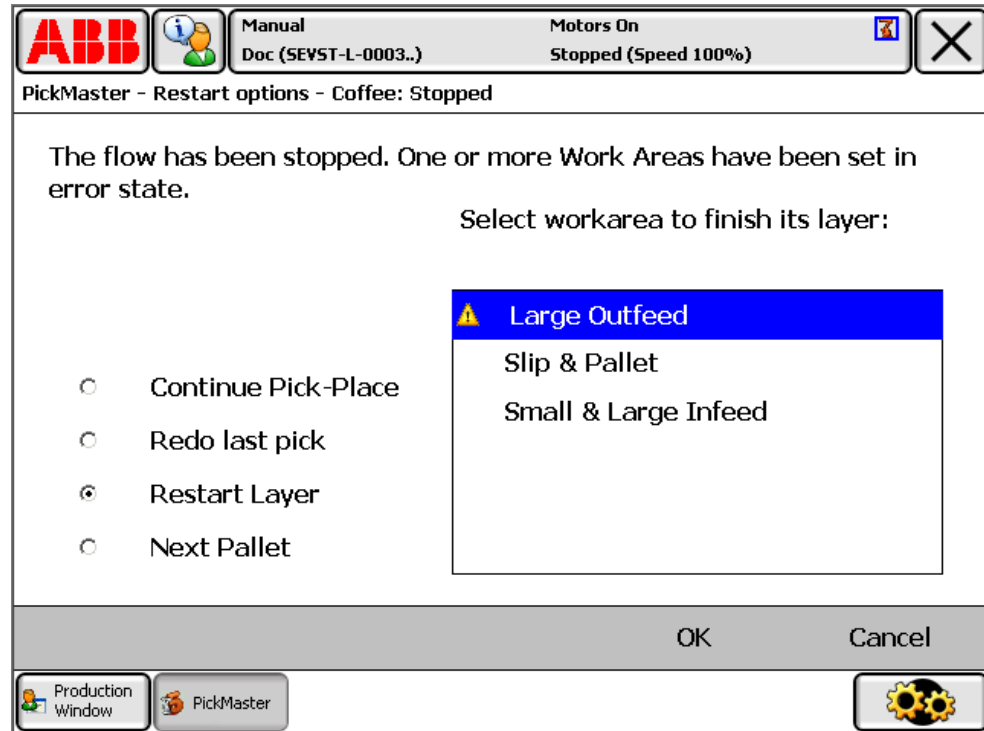 ABB
Manual
Doc (SEVST-L-0003..)
Motors On
Stopped (Speed 100%)
PickMaster - Restart options - Coffee: Stopped
The flow has been stopped. One or more Work Areas have been set in
error state.
Select workarea to finish its layer:
Large Outfeed
Slip & Pallet
Small & Large Infeed
Continue Pick-Place
Redo last pick
Restart Layer
Next Pallet
OK
Cancel
Production
Window
PickMaster